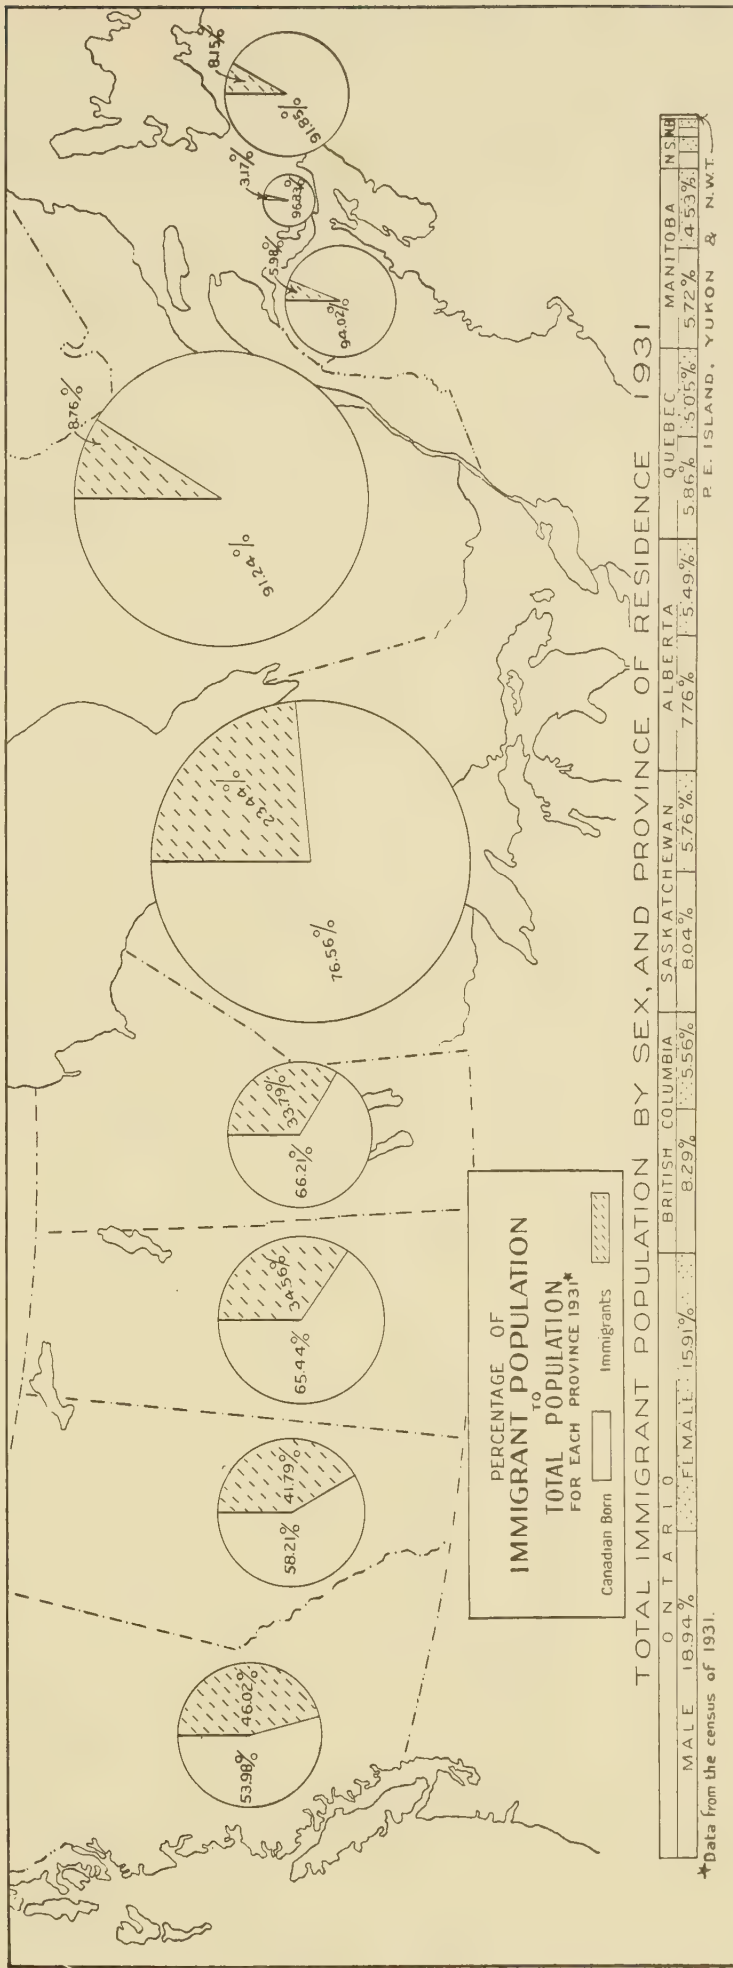 53.98%
46.02%
58.21%
41.79%
65.44%
34.56%
66.21%
33.79%
76.56%
23.44%
91.24%
8.76%
94.02%
5.98%
96.83%
3.17%
91.85%
8.15%
PERCENTAGE OF
IMMIGRANT POPULATION
TO
TOTAL POPULATION
FOR EACH PROVINCE 1931*
Canadian Born
Immigrants
TOTAL IMMIGRANT POPULATION BY SEX, AND PROVINCE OF RESIDENCE 1931
ONTARIO BRITISH COLUMBIA SASKATCHEWAN ALBERTA QUEBEC MANITOBA N.S. N.B.
MALE 18.94% FEMALE 15.91% 8.29% 5.56% 8.04% 5.76% 7.76% 5.49% 5.86% 5.05% 5.72% 4.53%
P. E. ISLAND, YUKON & N.W.T.
*Data from the census of 1931.